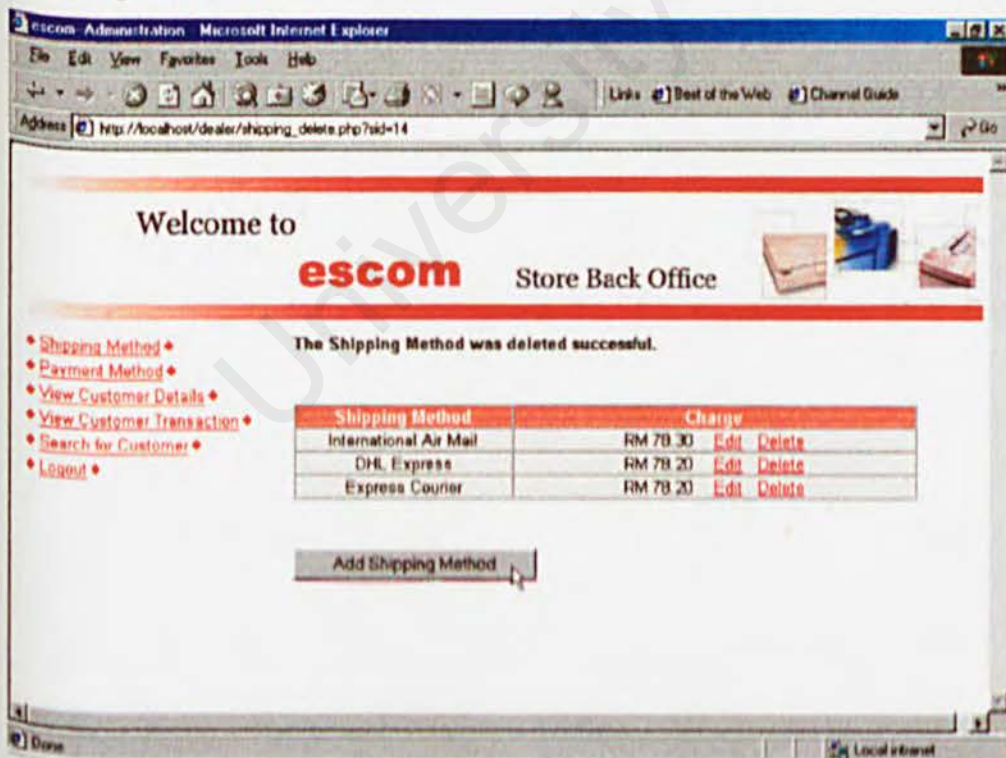 escom Administration Microsoft Internet Explorer
File Edit View Favorites Tools Help
Links Best of the Web Channel Guide
Address http://localhost/dealer/shipping_delete.php?sid=14 Go
Welcome to
escom Store Back Office
Shipping Method
Payment Method
View Customer Details
View Customer Transaction
Search for Customer
Logout
The Shipping Method was deleted successful.
Shipping Method Charge
International Air Mail RM 78.30 Edit Delete
DHL Express RM 78.20 Edit Delete
Express Courier RM 78.20 Edit Delete
Add Shipping Method
Done Local intranet
University